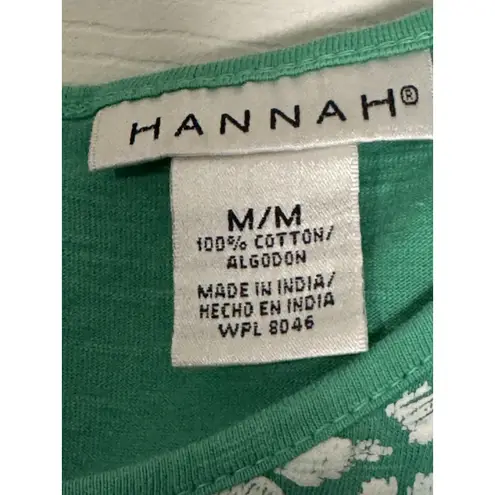 HANNAH®
M/M
100% COTTON/
ALGODON
MADE IN INDIA/
HECHO EN INDIA
WPL 8046